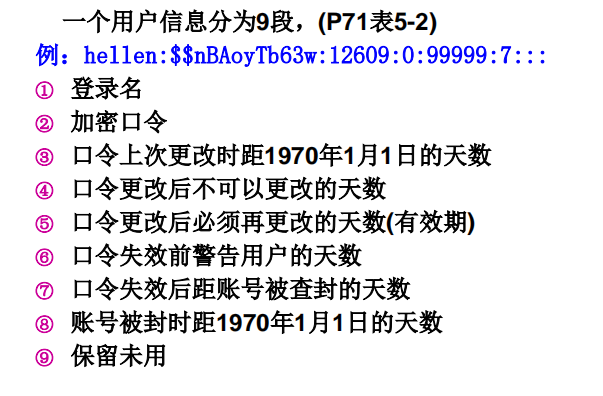 一个用户信息分为9段，(P71表5-2)
例：hellen:$$nBAoyTb63w:12609:0:99999:7:::
① 登录名
② 加密口令
③ 口令上次更改时距1970年1月1日的天数
④ 口令更改后不可以更改的天数
⑤ 口令更改后必须再更改的天数(有效期)
⑥ 口令失效前警告用户的天数
⑦ 口令失效后距账号被查封的天数
⑧ 账号被封时距1970年1月1日的天数
⑨ 保留未用